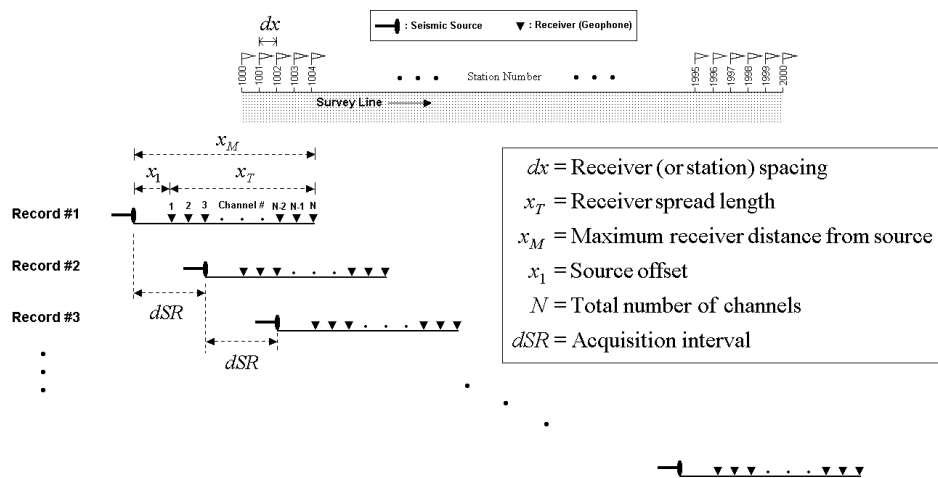 : Seismic Source : Receiver (Geophone)
dx
1000 1001 1002 1003 1004 . . . Station Number . . . 1995 1996 1997 1998 1999 2000
Survey Line
x_M
x_1 x_T
dx = Receiver (or station) spacing
x_T = Receiver spread length
x_M = Maximum receiver distance from source
x_1 = Source offset
N = Total number of channels
dSR = Acquisition interval
1 2 3 Channel # N-2 N-1 N
Record #1
Record #2
dSR
Record #3
dSR